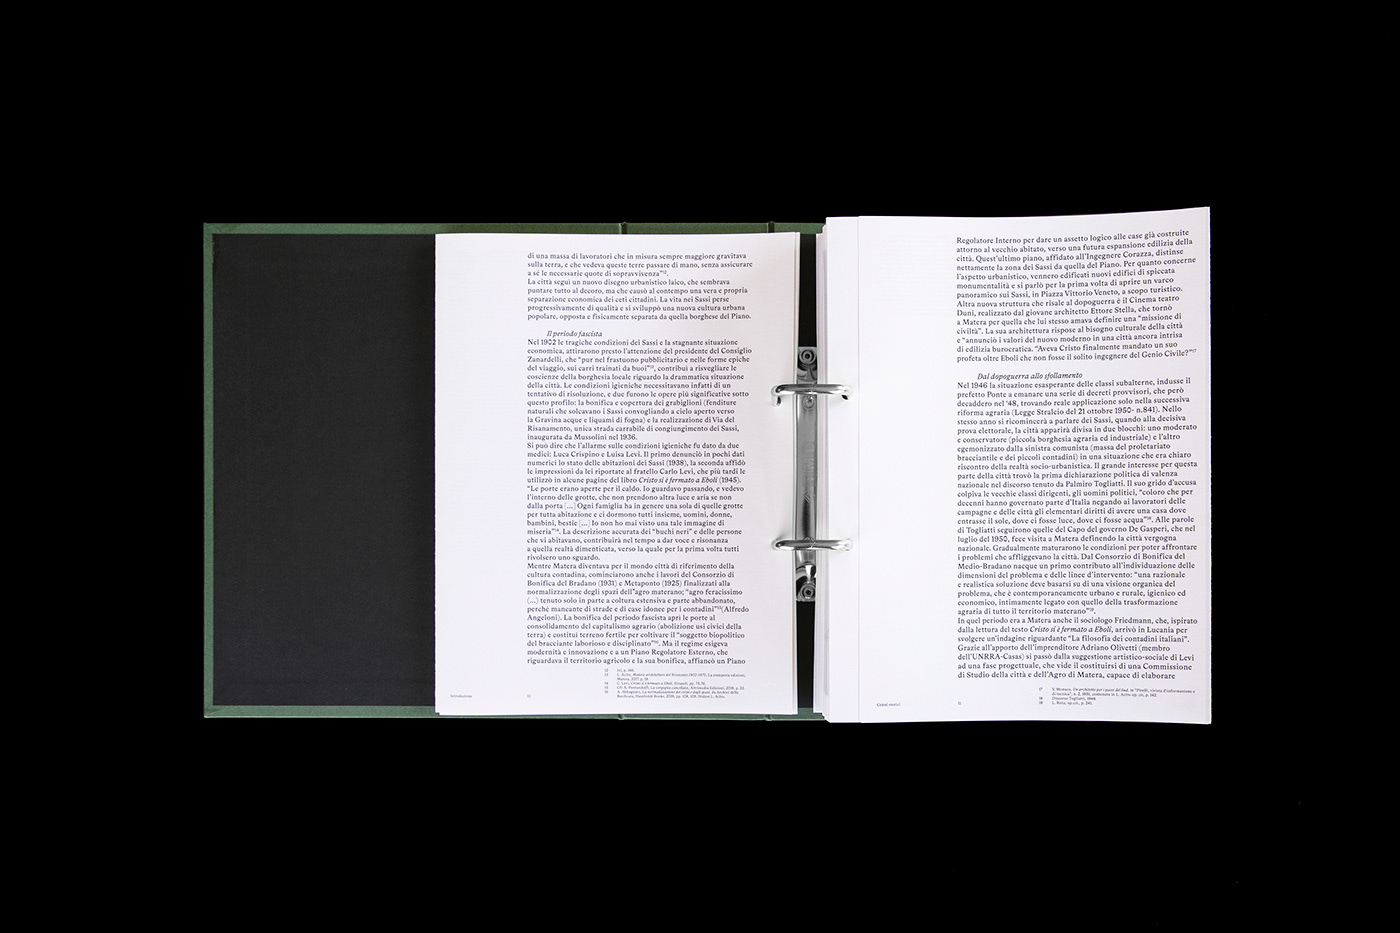 di una massa di lavoratori che in misura sempre maggiore gravitava
sulla terra, e che vedeva queste terre passare di mano, senza assicurare
a sé le necessarie quote di sopravvivenza”¹².
La città seguì un nuovo disegno urbanistico laico, che sembrava
puntare tutto al decoro, ma che causò al contempo una vera e propria
separazione economica dei ceti cittadini. La vita nei Sassi perse
progressivamente di qualità e si sviluppò una nuova cultura urbana
popolare, opposta e fisicamente separata da quella borghese del Piano.
Il periodo fascista
Nel 1902 le tragiche condizioni dei Sassi e la stagnante situazione
economica, attirarono presto l’attenzione del presidente del Consiglio
Zanardelli, che “pur nel frastuono pubblicitario e nelle forme epiche
del viaggio, sui carri trainati da buoi”¹³, contribuì a risvegliare le
coscienze della borghesia locale riguardo la drammatica situazione
della città. Le condizioni igieniche necessitavano infatti di un
tentativo di risoluzione, e due furono le opere più significative sotto
questo profilo: la bonifica e copertura dei grabiglioni (fenditure
naturali che solcavano i Sassi convogliando a cielo aperto verso
la Gravina acque e liquami di fogna) e la realizzazione di Via del
Risanamento, unica strada carrabile di congiungimento dei Sassi,
inaugurata da Mussolini nel 1936.
Si può dire che l’allarme sulle condizioni igieniche fu dato da due
medici: Luca Crispino e Luisa Levi. Il primo denunciò in pochi dati
numerici lo stato delle abitazioni dei Sassi (1938), la seconda affidò
le impressioni da lei riportate al fratello Carlo Levi, che più tardi le
utilizzò in alcune pagine del libro Cristo si è fermato a Eboli (1945).
“Le porte erano aperte per il caldo. Io guardavo passando, e vedevo
l’interno delle grotte, che non prendono altra luce e aria se non
dalla porta [...] Ogni famiglia ha in genere una sola di quelle grotte
per tutta abitazione e ci dormono tutti insieme, uomini, donne,
bambini, bestie [...] Io non ho mai visto una tale immagine di
miseria”¹⁴. La descrizione accurata dei “buchi neri” e delle persone
che vi abitavano, contribuirà nel tempo a dar voce e risonanza
a quella realtà dimenticata, verso la quale per la prima volta tutti
rivolsero uno sguardo.
Mentre Matera diventava per il mondo città di riferimento della
cultura contadina, cominciarono anche i lavori del Consorzio di
Bonifica del Bradano (1931) e Metaponto (1925) finalizzati alla
normalizzazione degli spazi dell’agro materano; “agro feracissimo
(...) tenuto solo in parte a coltura estensiva e parte abbandonato,
perché mancante di strade e di case idonee per i contadini”¹⁵(Alfredo
Angeloni). La bonifica del periodo fascista aprì le porte al
consolidamento del capitalismo agrario (abolizione usi civici della
terra) e costituì terreno fertile per coltivare il “soggetto biopolitico
del bracciante laborioso e disciplinato”¹⁶. Ma il regime esigeva
modernità e innovazione e a un Piano Regolatore Esterno, che
riguardava il territorio agricolo e la sua bonifica, affiancò un Piano
12 Ivi, p. 
13 L. Acito, Matera architetture del Novecento 1900-1970, La stamperia edizioni,
Matera, 2017, p. 
14 C. Levi, Cristo si è fermato a Eboli, Einaudi, pp. 
15 
16 
Introduzione
Regolatore Interno per dare un assetto logico alle case già costruite
attorno al vecchio abitato, verso una futura espansione edilizia della
città. Quest’ultimo piano, affidato all’Ingegnere Corazza, distinse
nettamente la zona dei Sassi da quella del Piano. Per quanto concerne
l’aspetto urbanistico, vennero edificati nuovi edifici di spiccata
monumentalità e si parlò per la prima volta di aprire un varco
panoramico sui Sassi, in Piazza Vittorio Veneto, a scopo turistico.
Altra nuova struttura che risale al dopoguerra è il Cinema teatro
Duni, realizzato dal giovane architetto Ettore Stella, che tornò
a Matera per quella che lui stesso amava definire una “missione di
civiltà”. La sua architettura rispose al bisogno culturale della città
e “annunciò i valori del nuovo moderno in una città ancora intrisa
di edilizia burocratica. “Aveva Cristo finalmente mandato un suo
profeta oltre Eboli che non fosse il solito ingegnere del Genio Civile?”¹⁷
Dal dopoguerra allo sfollamento
Nel 1946 la situazione esasperante delle classi subalterne, indusse il
prefetto Ponte a emanare una serie di decreti provvisori, che però
decaddero nel ‘48, trovando reale applicazione solo nella successiva
riforma agraria (Legge Stralcio del 21 ottobre 1950- n.841). Nello
stesso anno si ricomincerà a parlare dei Sassi, quando alla decisiva
prova elettorale, la città apparirà divisa in due blocchi: uno moderato
e conservatore (piccola borghesia agraria ed industriale) e l’altro
egemonizzato dalla sinistra comunista (massa del proletariato
bracciantile e dei piccoli contadini) in una situazione che era chiaro
riscontro della realtà socio-urbanistica. Il grande interesse per questa
parte della città trovò la prima dichiarazione politica di valenza
nazionale nel discorso tenuto da Palmiro Togliatti. Il suo grido d’accusa
colpiva le vecchie classi dirigenti, gli uomini politici, “coloro che per
decenni hanno governato parte d’Italia negando ai lavoratori delle
campagne e delle città gli elementari diritti di avere una casa dove
entrasse il sole, dove ci fosse luce, dove ci fosse acqua”¹⁸. Alle parole
di Togliatti seguirono quelle del Capo del governo De Gasperi, che nel
luglio del 1950, fece visita a Matera definendo la città vergogna
nazionale. Gradualmente maturarono le condizioni per poter affrontare
i problemi che affliggevano la città. Dal Consorzio di Bonifica del
Medio-Bradano nacque un primo contributo all’individuazione delle
dimensioni del problema e delle linee d’intervento: “una razionale
e realistica soluzione deve basarsi su di una visione organica del
problema, che è contemporaneamente urbano e rurale, igienico ed
economico, intimamente legato con quello della trasformazione
agraria di tutto il territorio materano”¹⁹.
In quel periodo era a Matera anche il sociologo Friedmann, che, ispirato
dalla lettura del testo Cristo si è fermato a Eboli, arrivò in Lucania per
svolgere un’indagine riguardante “La filosofia dei contadini italiani”.
Grazie all’apporto dell’imprenditore Adriano Olivetti (membro
dell’UNRRA-Casas) si passò dalla suggestione artistico-sociale di Levi
ad una fase progettuale, che vide il costituirsi di una Commissione
di Studio della città e dell’Agro di Matera, capace di elaborare
17 
18 Discorso Togliatti, 1948.
19 
Cenni storici